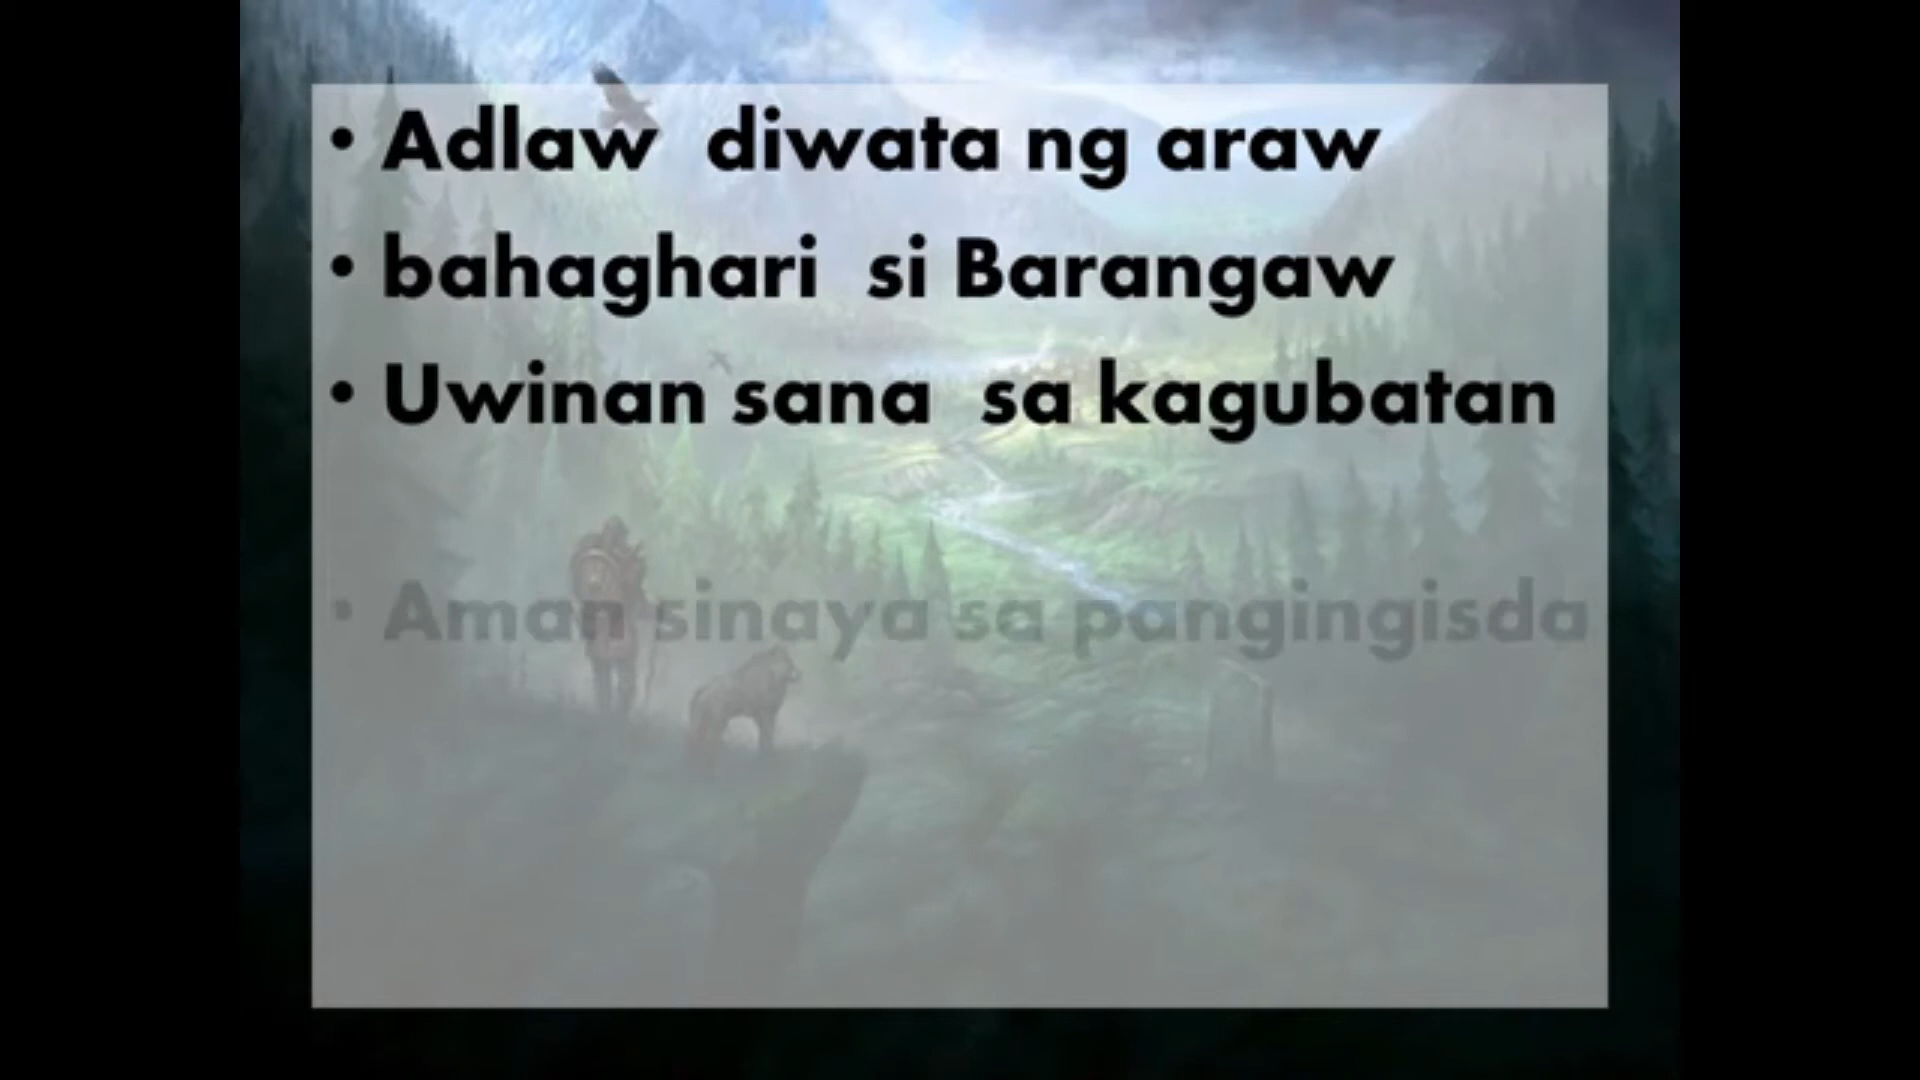 • Adlaw diwata ng araw
• bahaghari si Barangaw
• Uwinan sana sa kagubatan
• Aman sinaya sa pangingisda